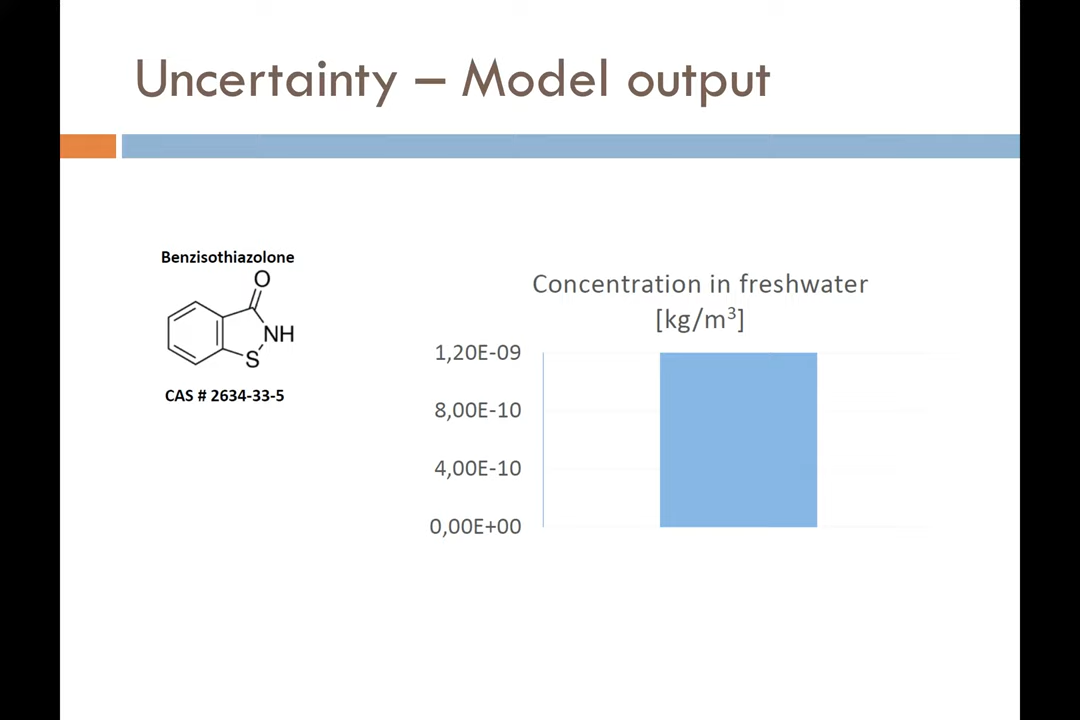 Uncertainty – Model output
Benzisothiazolone
O
NH
S
CAS # 2634-33-5
Concentration in freshwater
[kg/m³]
1,20E-09
8,00E-10
4,00E-10
0,00E+00